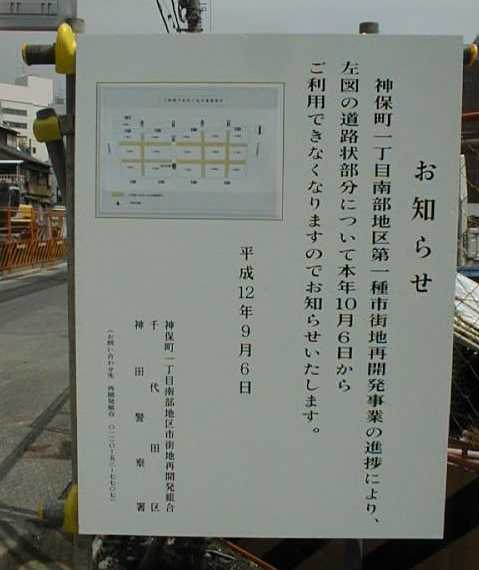 お知らせ
神保町一丁目南部地区第一種市街地再開発事業の進捗により、
左図の道路状部分について本年10月6日から
ご利用できなくなりますのでお知らせいたします。
平成12年9月6日
神保町一丁目南部地区市街地再開発組合
千代田区
神田警察署